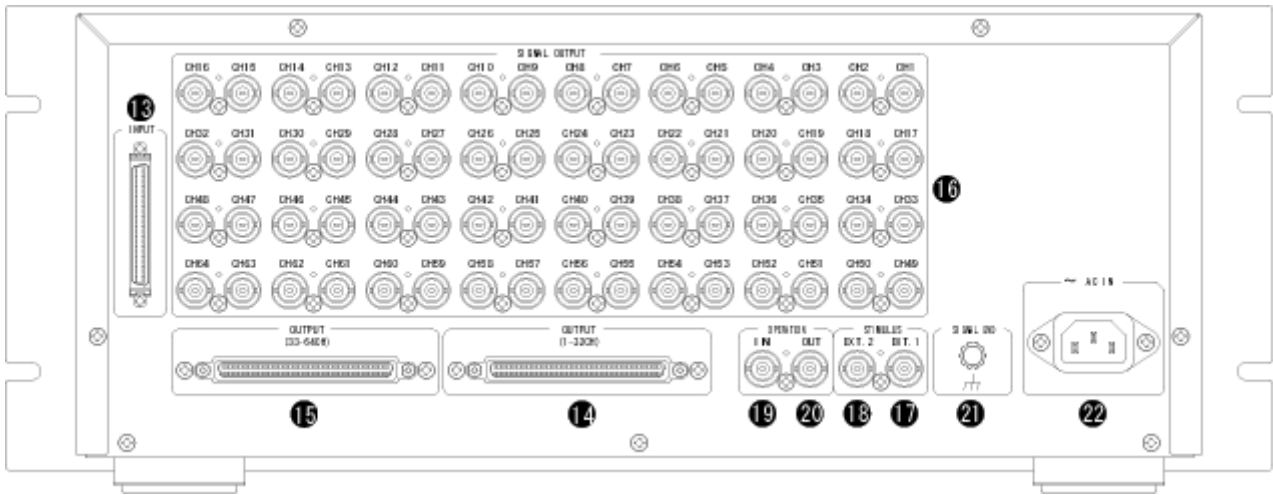 SIGNAL OUTPUT
CH16 CH15 CH14 CH13 CH12 CH11 CH10 CH9 CH8 CH7 CH6 CH5 CH4 CH3 CH2 CH1
13
INPUT
CH32 CH31 CH30 CH29 CH28 CH27 CH26 CH25 CH24 CH23 CH22 CH21 CH20 CH19 CH18 CH17
16
CH48 CH47 CH46 CH45 CH44 CH43 CH42 CH41 CH40 CH39 CH38 CH37 CH36 CH35 CH34 CH33
CH64 CH63 CH62 CH61 CH60 CH59 CH58 CH57 CH56 CH55 CH54 CH53 CH52 CH51 CH50 CH49
~ AC IN
OUTPUT
(33-64CH)
OUTPUT
(1-32CH)
OPERATION
IN OUT
STIMULUS
EXT. 2 EXT. 1
SIGNAL GND
15 14 19 20 18 17 21 22